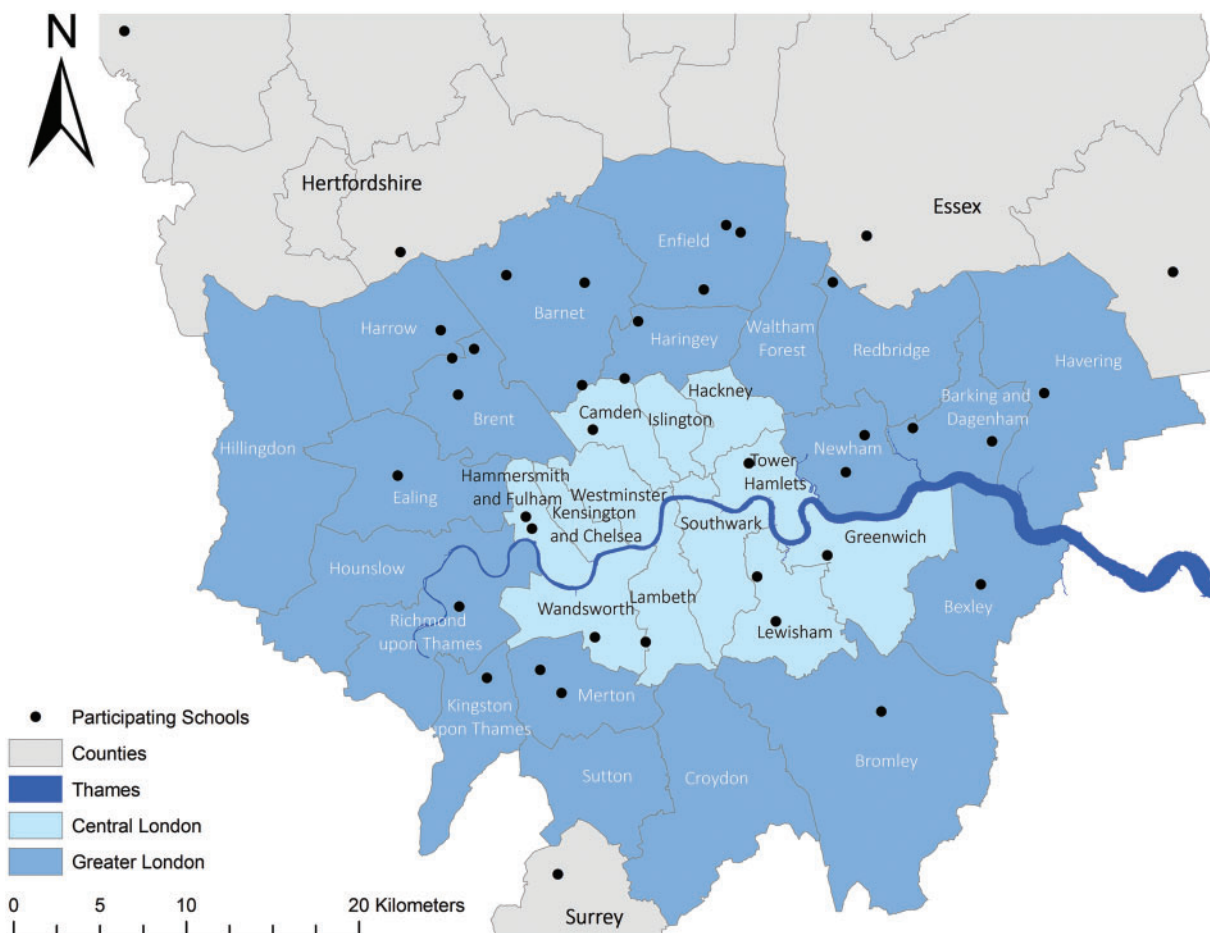 N
Hertfordshire
Essex
Enfield
Barnet
Harrow
Haringey
Waltham
Forest
Redbridge
Havering
Hackney
Camden
Islington
Barking and
Dagenham
Brent
Hillingdon
Newham
Tower
Hamlets
Ealing
Hammersmith
and Fulham
Westminster
Kensington
and Chelsea
Southwark
Greenwich
Hounslow
Wandsworth
Lambeth
Lewisham
Bexley
Richmond
upon Thames
Merton
Kingston
upon Thames
Bromley
Sutton
Croydon
Surrey
Participating Schools
Counties
Thames
Central London
Greater London
0 5 10 20 Kilometers